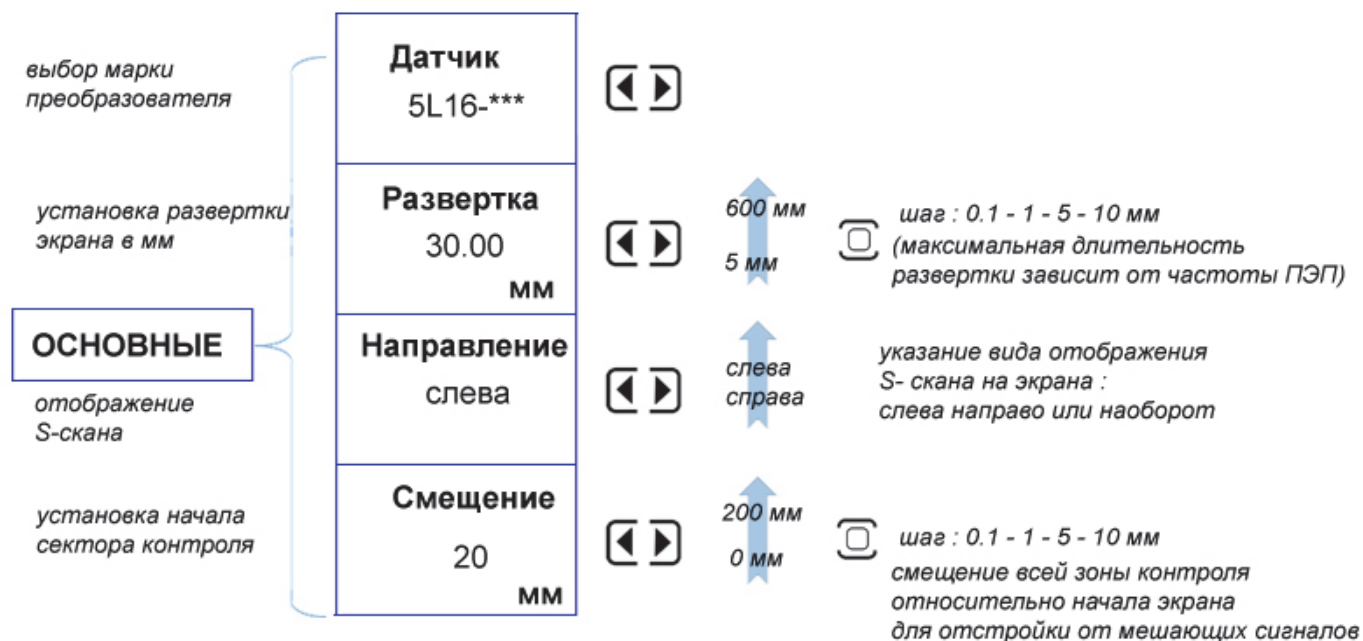 выбор марки
преобразователя
Датчик
5L16-***
установка развертки
экрана в мм
Развертка
30.00
мм
600 мм
5 мм
шаг : 0.1 - 1 - 5 - 10 мм
(максимальная длительность
развертки зависит от частоты ПЭП)
ОСНОВНЫЕ
отображение
S-скана
Направление
слева
слева
справа
указание вида отображения
S- скана на экрана :
слева направо или наоборот
установка начала
сектора контроля
Смещение
20
мм
200 мм
0 мм
шаг : 0.1 - 1 - 5 - 10 мм
смещение всей зоны контроля
относительно начала экрана
для отстройки от мешающих сигналов